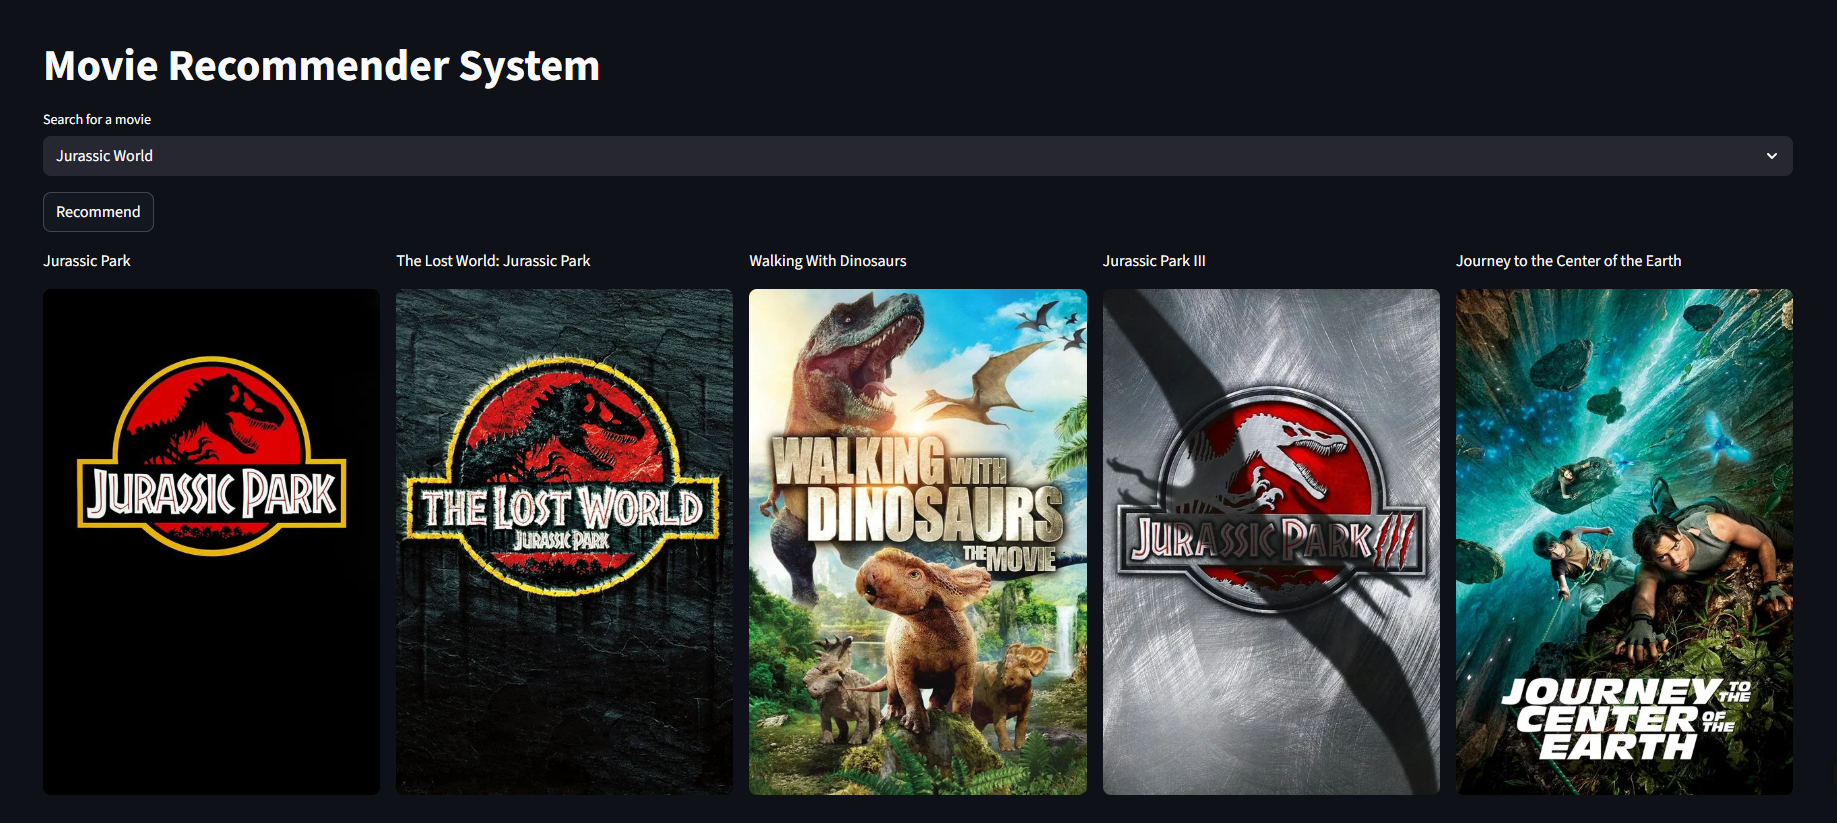 Movie Recommender System
Search for a movie
Jurassic World
Recommend
Jurassic Park
The Lost World: Jurassic Park
Walking With Dinosaurs
Jurassic Park III
Journey to the Center of the Earth
JURASSIC PARK
THE LOST WORLD
JURASSIC PARK
WALKING WITH
DINOSAURS
THE MOVIE
JURASSIC PARK III
JOURNEY TO THE
CENTER OF THE
EARTH